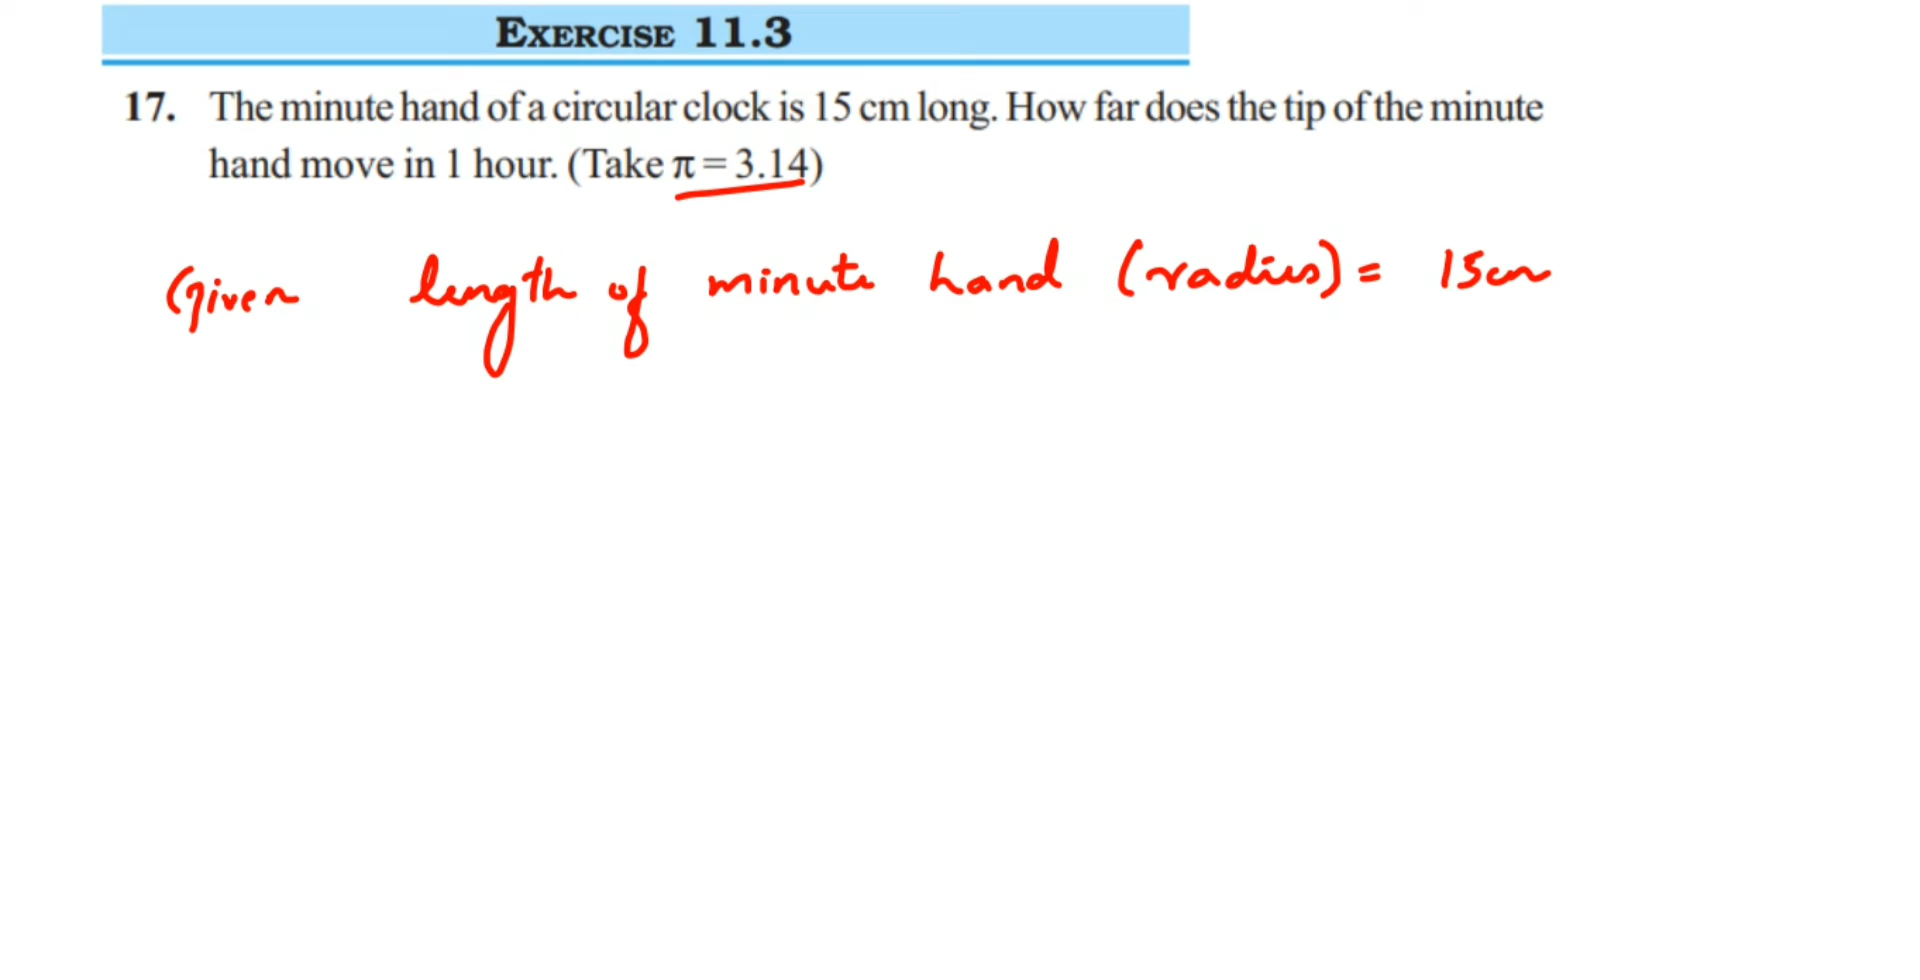 EXERCISE 11.3
17. The minute hand of a circular clock is 15 cm long. How far does the tip of the minute
hand move in 1 hour. (Take π = 3.14)
Given length of minute hand (radius) = 15cm